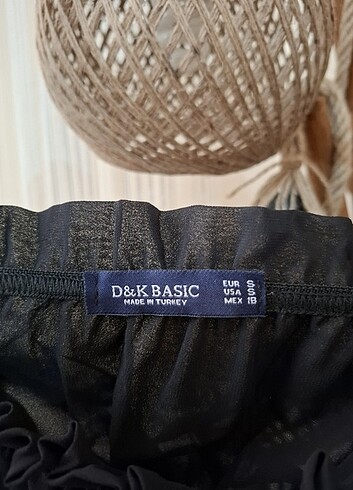 D&K BASIC
MADE IN TURKEY
EUR S
USA S
MEX 18